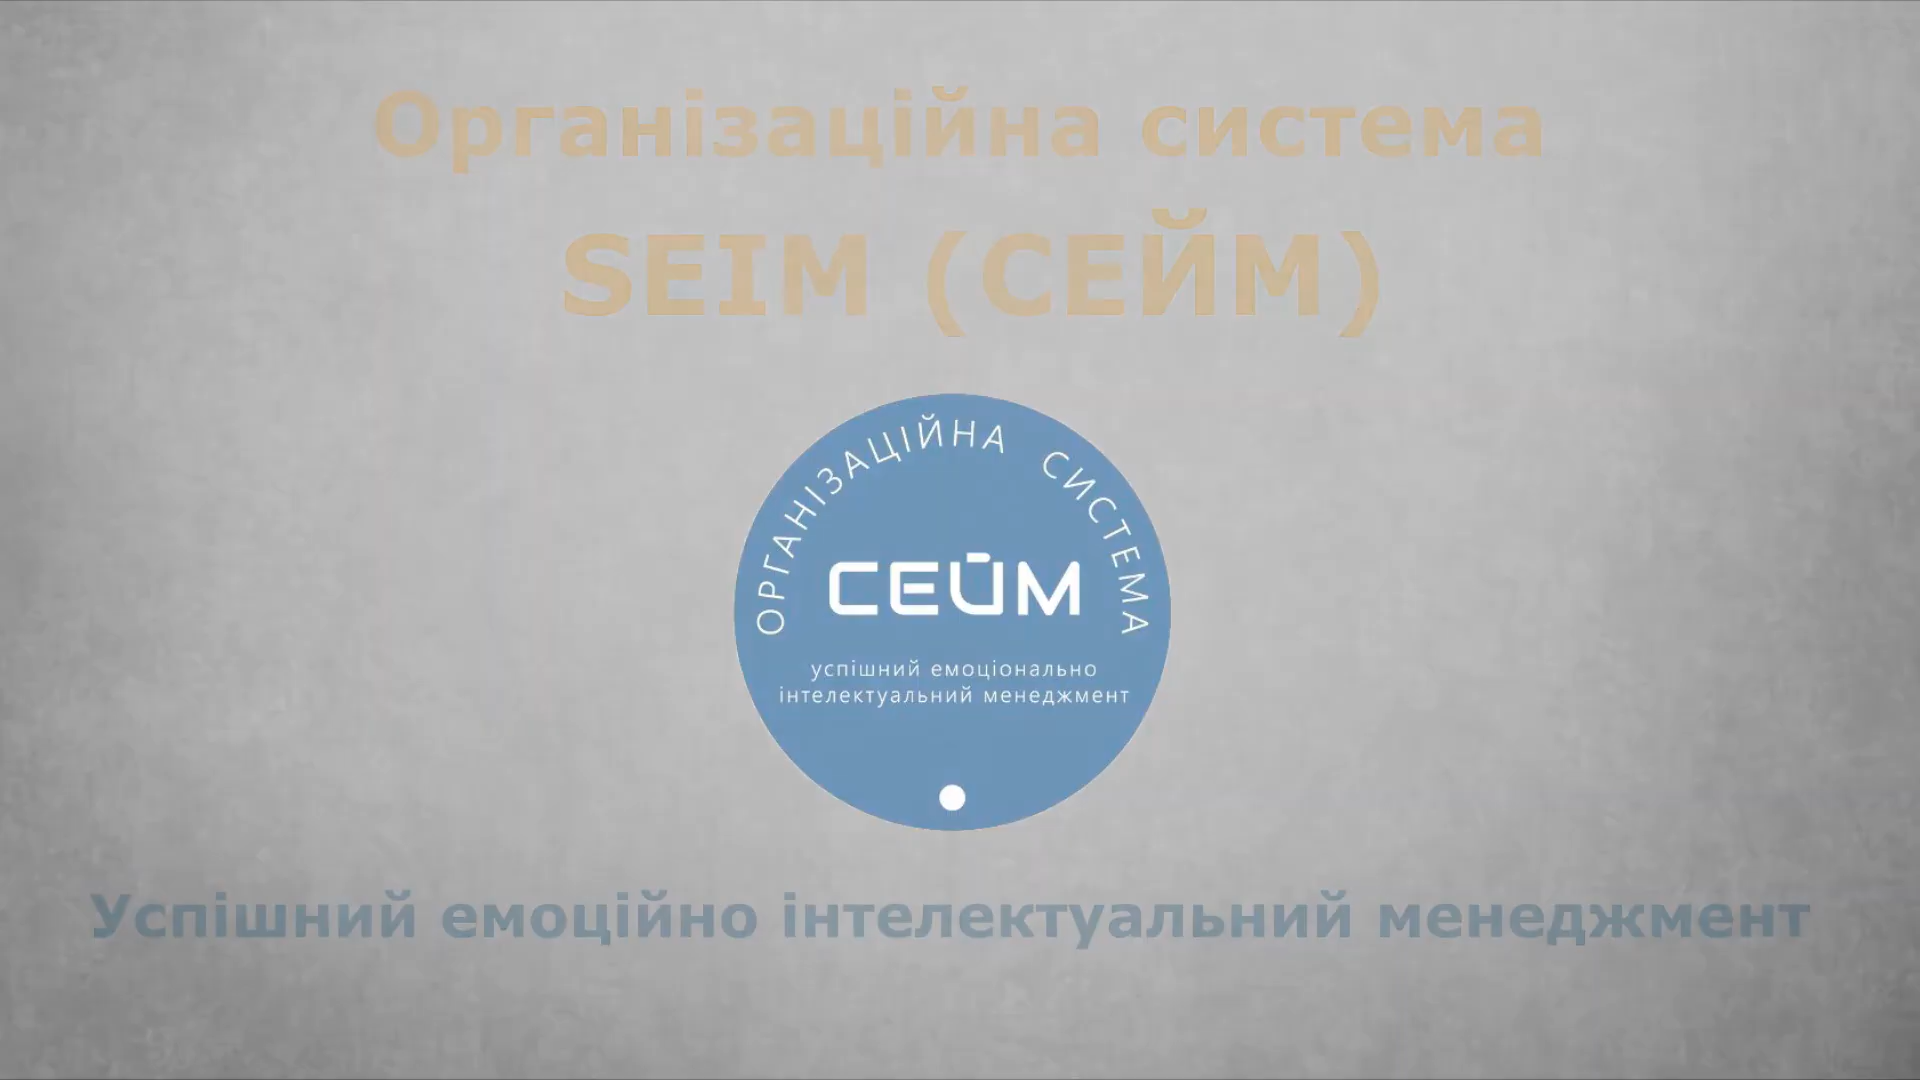 Організаційна система
SEIM (СЕЙМ)
ОРГАНІЗАЦІЙНА СИСТЕМА
СЕЙМ
успішний емоціонально
інтелектуальний менеджмент
Успішний емоційно інтелектуальний менеджмент